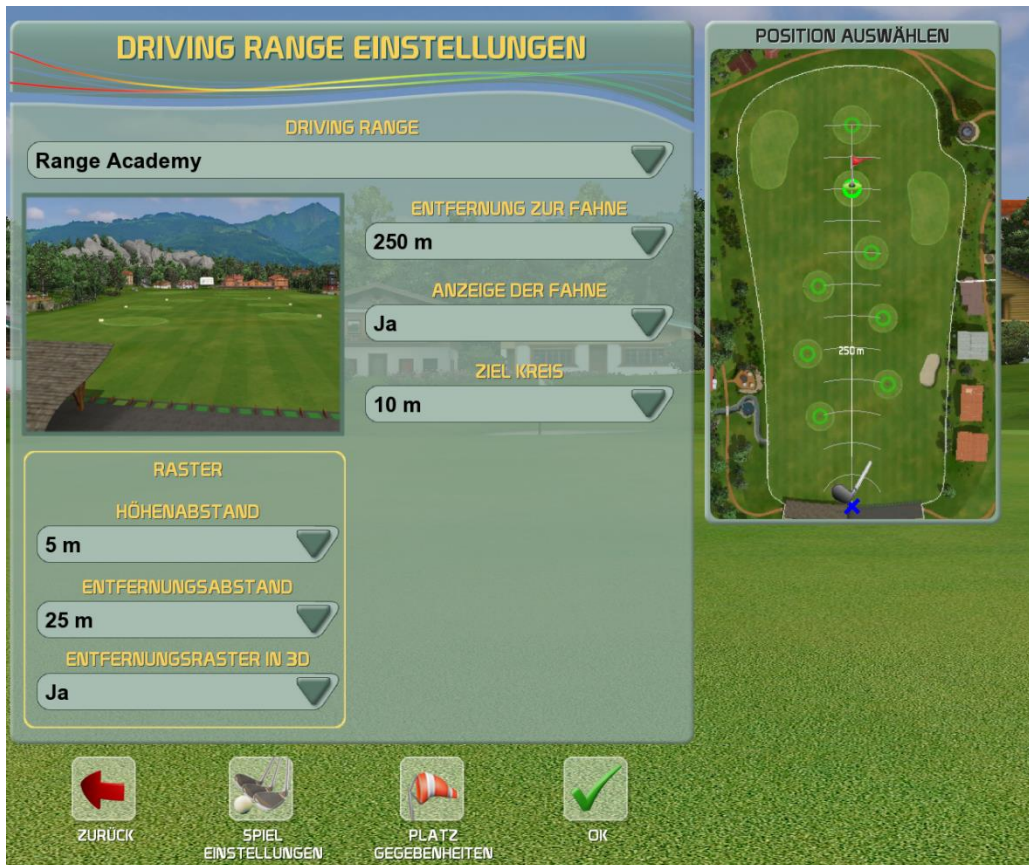 DRIVING RANGE EINSTELLUNGEN
DRIVING RANGE
Range Academy
ENTFERNUNG ZUR FAHNE
250 m
ANZEIGE DER FAHNE
Ja
ZIEL KREIS
10 m
RASTER
HÖHENABSTAND
5 m
ENTFERNUNGSABSTAND
25 m
ENTFERNUNGSRASTER IN 3D
Ja
POSITION AUSWÄHLEN
250 m
ZURÜCK
SPIEL
EINSTELLUNGEN
PLATZ
GEGEBENHEITEN
OK